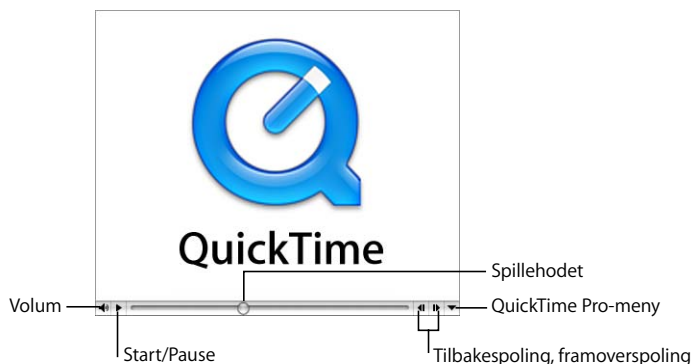 QuickTime
Spillehodet
Volum
QuickTime Pro-meny
Start/Pause
Tilbakespoling, framoverspoling